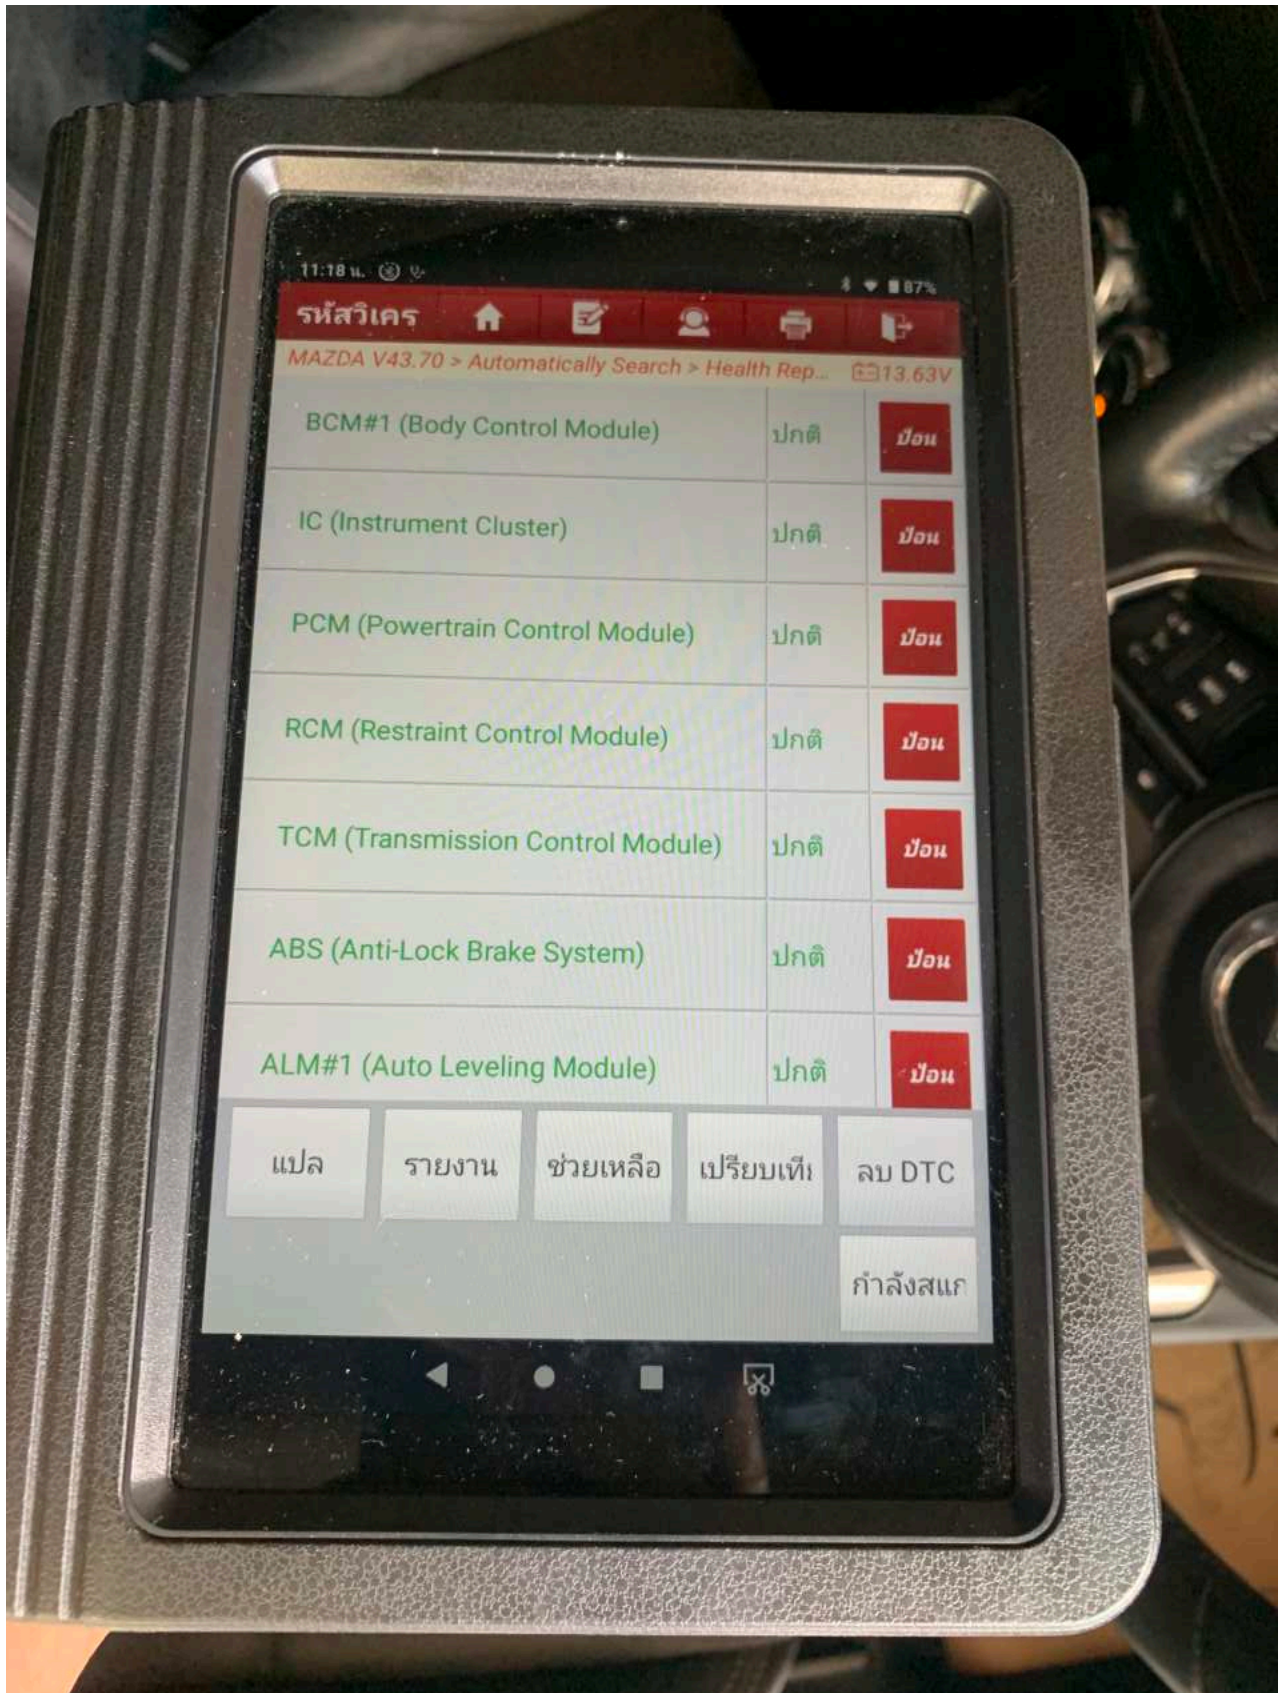 11:18 น.
87%
รหัสวิเคร
MAZDA V43.70 > Automatically Search > Health Rep... 13.63V
BCM#1 (Body Control Module) ปกติ ป้อน
IC (Instrument Cluster) ปกติ ป้อน
PCM (Powertrain Control Module) ปกติ ป้อน
RCM (Restraint Control Module) ปกติ ป้อน
TCM (Transmission Control Module) ปกติ ป้อน
ABS (Anti-Lock Brake System) ปกติ ป้อน
ALM#1 (Auto Leveling Module) ปกติ ป้อน
แปล รายงาน ช่วยเหลือ เปรียบเที ลบ DTC
กำลังสแก